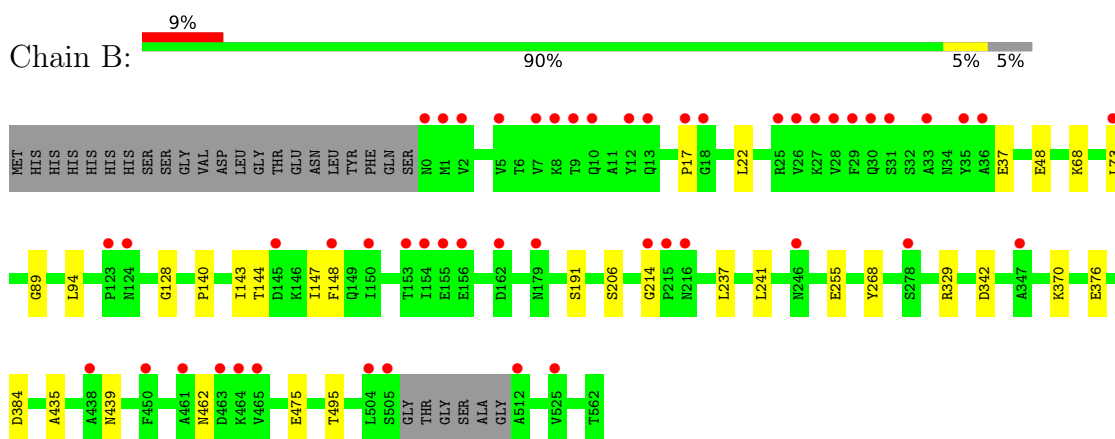 9%
Chain B:
90% 5% 5%
MET HIS HIS HIS HIS HIS HIS SER SER GLY VAL ASP LEU GLY THR GLU ASN LEU TYR PHE GLN SER N0 M1 V2 V5 T6 V7 K8 T9 Q10 A11 Y12 Q13 P17 G18 L22 R25 V26 K27 V28 F29 Q30 S31 S32 A33 N34 Y35 A36 E37 E48 K68 L73
G89 L94 P123 N124 G128 P140 I143 T144 D145 K146 I147 F148 Q149 I150 T153 I154 E155 E156 D162 N179 S191 S206 G214 P215 N216 L237 L241 N246 E255 Y268 S278 R329 D342 A347 K370 E376
D384 A435 A438 N439 F450 A461 N462 D463 K464 V465 E475 T495 L504 S505 GLY THR GLY SER ALA GLY A512 V525 T562